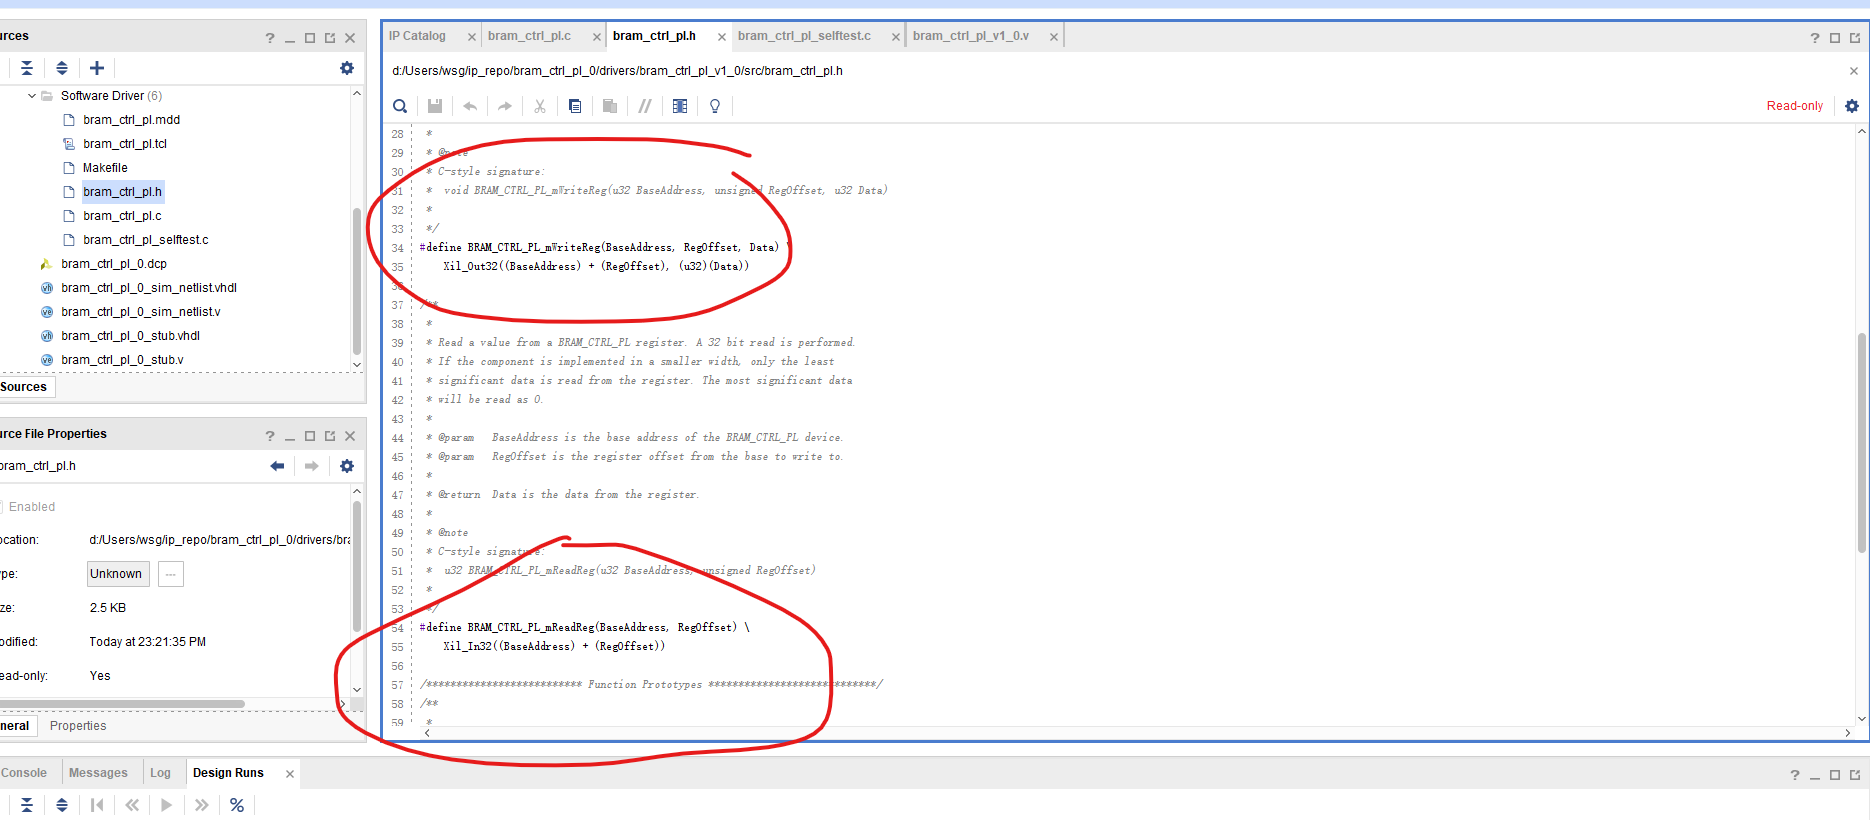 urces
Software Driver (6)
bram_ctrl_pl.mdd
bram_ctrl_pl.tcl
Makefile
bram_ctrl_pl.h
bram_ctrl_pl.c
bram_ctrl_pl_selftest.c
bram_ctrl_pl_0.dcp
bram_ctrl_pl_0_sim_netlist.vhdl
bram_ctrl_pl_0_sim_netlist.v
bram_ctrl_pl_0_stub.vhdl
bram_ctrl_pl_0_stub.v
Sources
urce File Properties
bram_ctrl_pl.h
Enabled
ocation: d:/Users/wsg/ip_repo/bram_ctrl_pl_0/drivers/bra
ype: Unknown ...
ze: 2.5 KB
odified: Today at 23:21:35 PM
ead-only: Yes
neral Properties
IP Catalog bram_ctrl_pl.c bram_ctrl_pl.h bram_ctrl_pl_selftest.c bram_ctrl_pl_v1_0.v
d:/Users/wsg/ip_repo/bram_ctrl_pl_0/drivers/bram_ctrl_pl_v1_0/src/bram_ctrl_pl.h
Read-only
28 *
29 * @note
30 * C-style signature:
31 * void BRAM_CTRL_PL_mWriteReg(u32 BaseAddress, unsigned RegOffset, u32 Data)
32 *
33 */
34 #define BRAM_CTRL_PL_mWriteReg(BaseAddress, RegOffset, Data) \
35 Xil_Out32((BaseAddress) + (RegOffset), (u32)(Data))
36
37 /**
38 *
39 * Read a value from a BRAM_CTRL_PL register. A 32 bit read is performed.
40 * If the component is implemented in a smaller width, only the least
41 * significant data is read from the register. The most significant data
42 * will be read as 0.
43 *
44 * @param BaseAddress is the base address of the BRAM_CTRL_PL device.
45 * @param RegOffset is the register offset from the base to write to.
46 *
47 * @return Data is the data from the register.
48 *
49 * @note
50 * C-style signature:
51 * u32 BRAM_CTRL_PL_mReadReg(u32 BaseAddress, unsigned RegOffset)
52 *
53 */
54 #define BRAM_CTRL_PL_mReadReg(BaseAddress, RegOffset) \
55 Xil_In32((BaseAddress) + (RegOffset))
56
57 /************************** Function Prototypes ****************************/
58 /**
59 *
Console Messages Log Design Runs